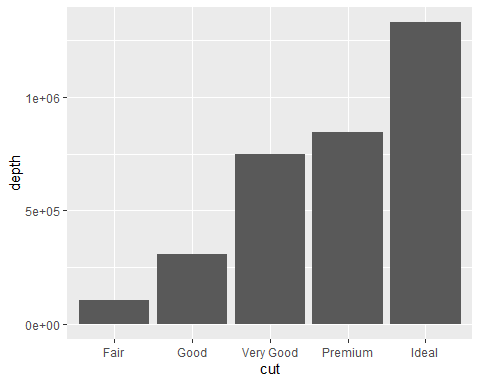 depth
1e+06
5e+05
0e+00
Fair Good Very Good Premium Ideal
cut